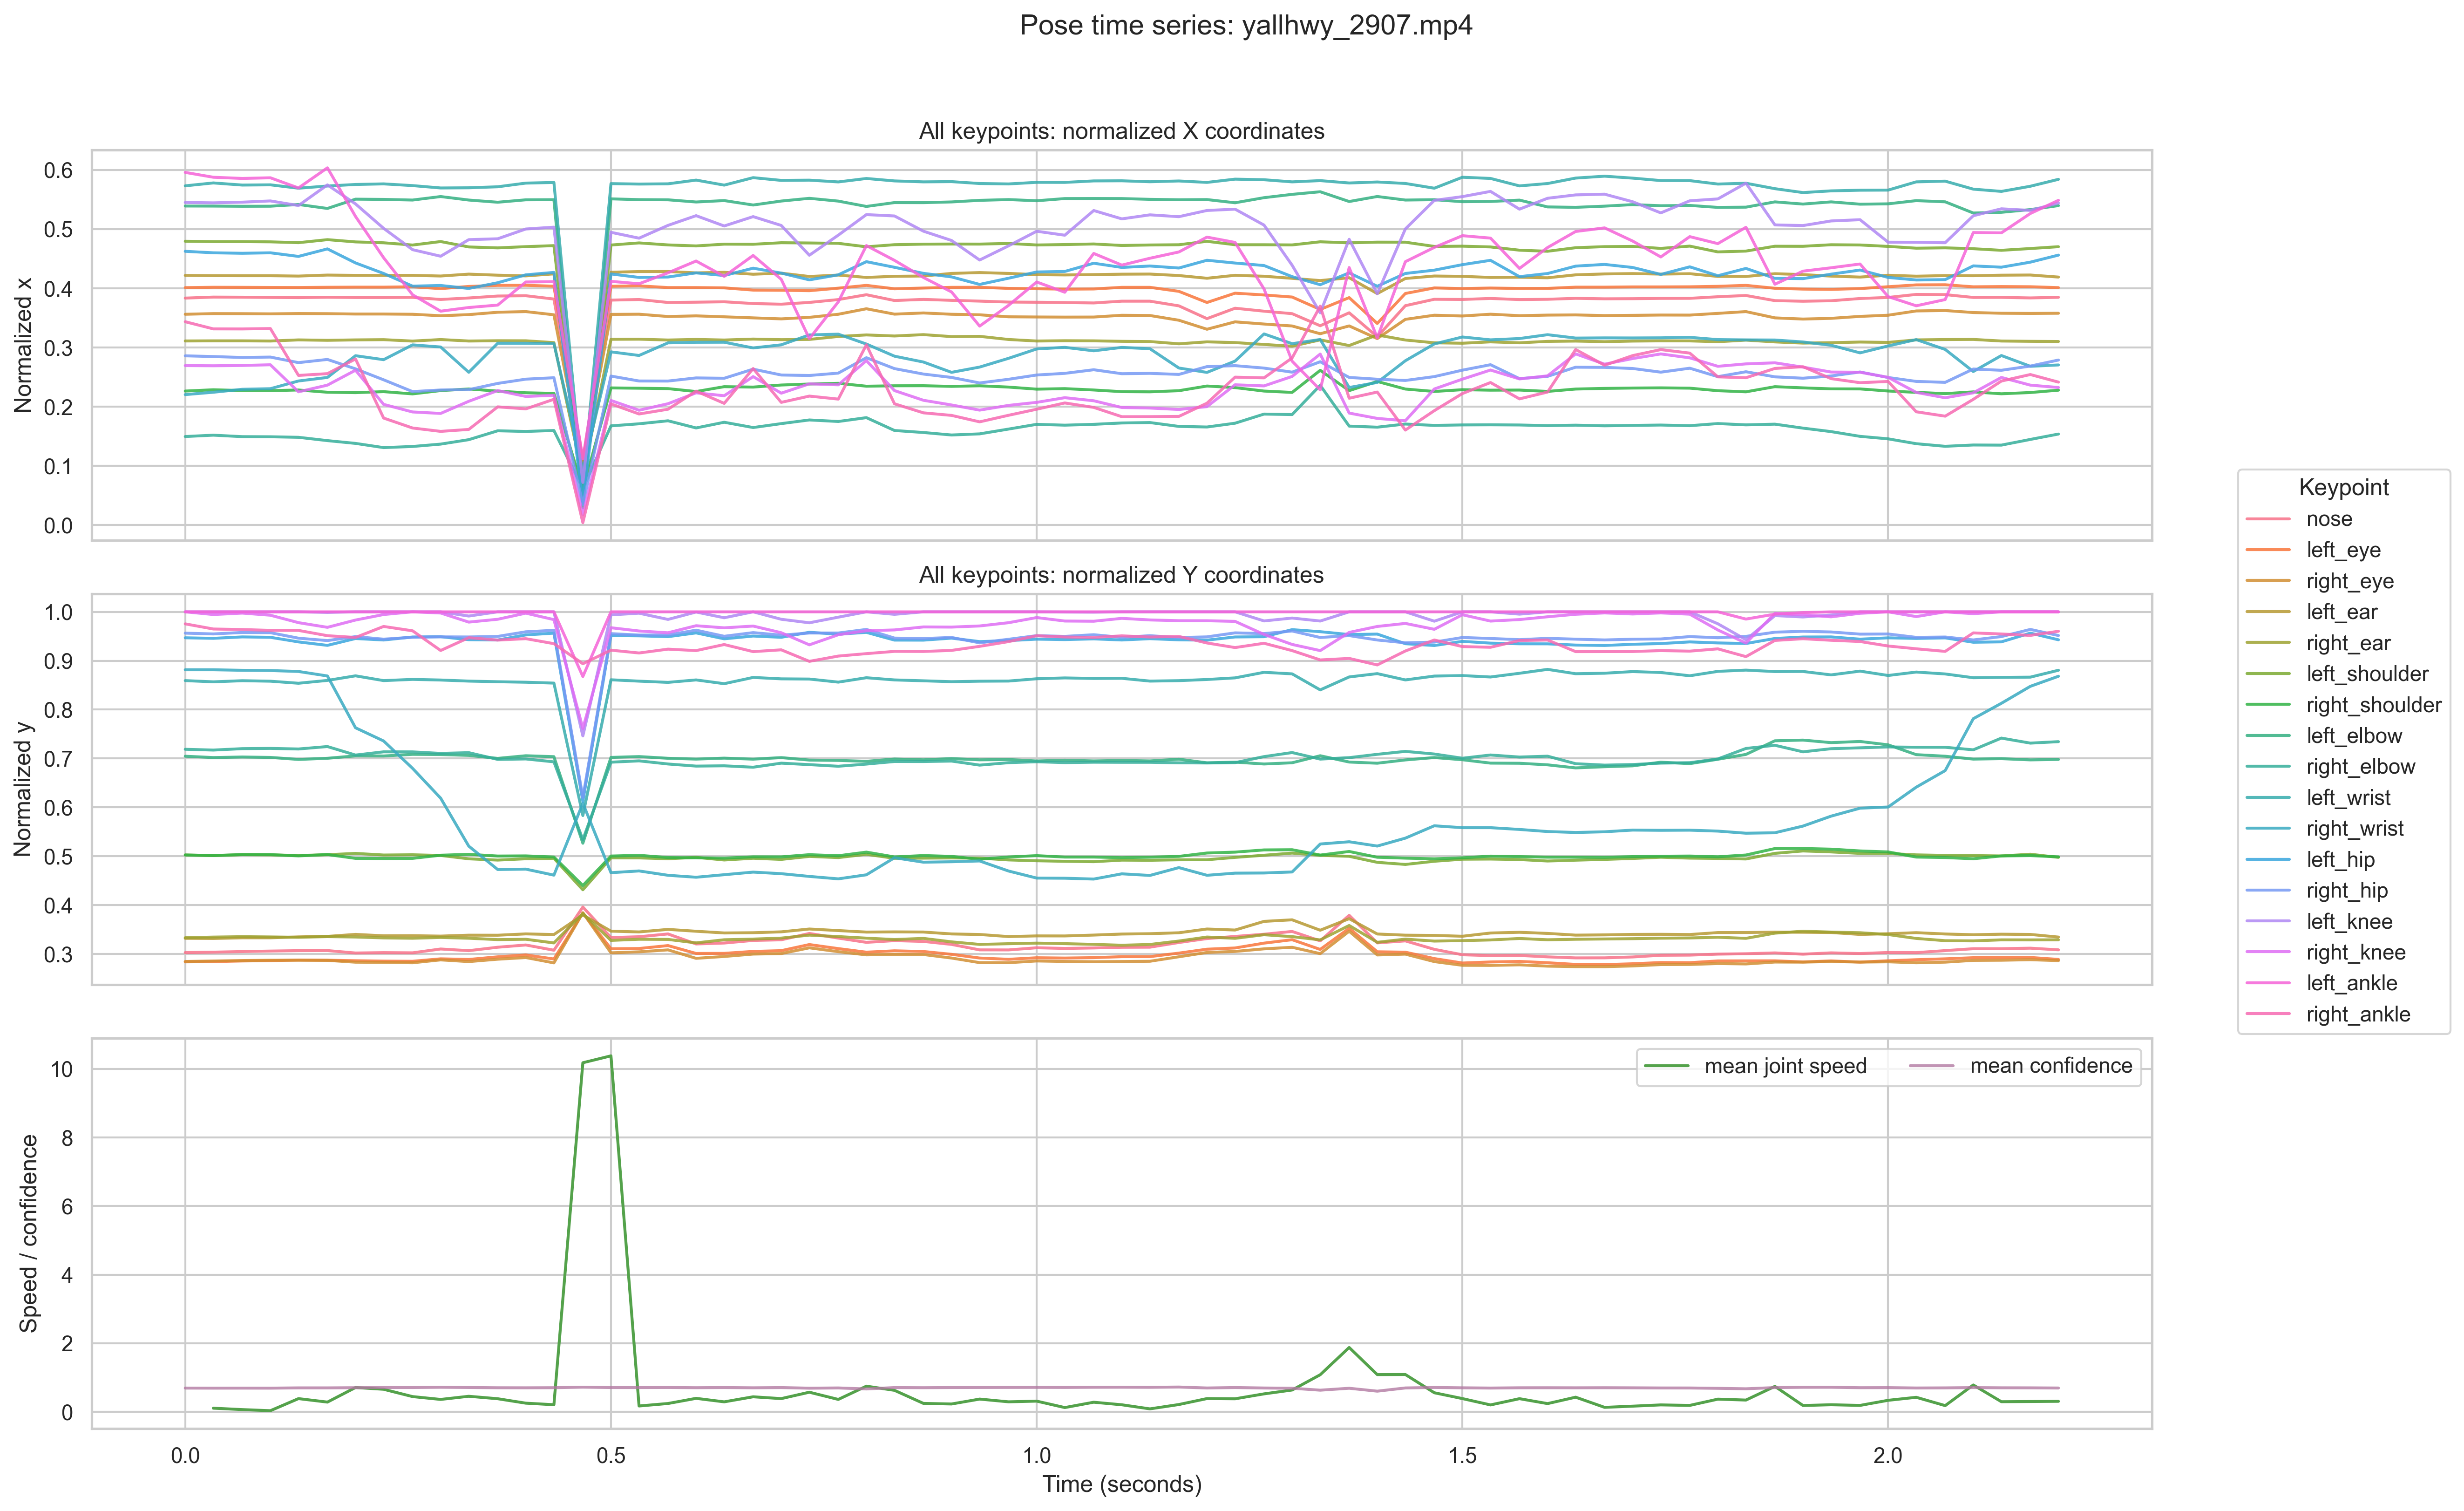 Pose time series: yallhwy_2907.mp4
All keypoints: normalized X coordinates
Normalized x
0.6
0.5
0.4
0.3
0.2
0.1
0.0
All keypoints: normalized Y coordinates
Normalized y
1.0
0.9
0.8
0.7
0.6
0.5
0.4
0.3
Keypoint
nose
left_eye
right_eye
left_ear
right_ear
left_shoulder
right_shoulder
left_elbow
right_elbow
left_wrist
right_wrist
left_hip
right_hip
left_knee
right_knee
left_ankle
right_ankle
Speed / confidence
10
8
6
4
2
0
mean joint speed mean confidence
0.0 0.5 1.0 1.5 2.0
Time (seconds)